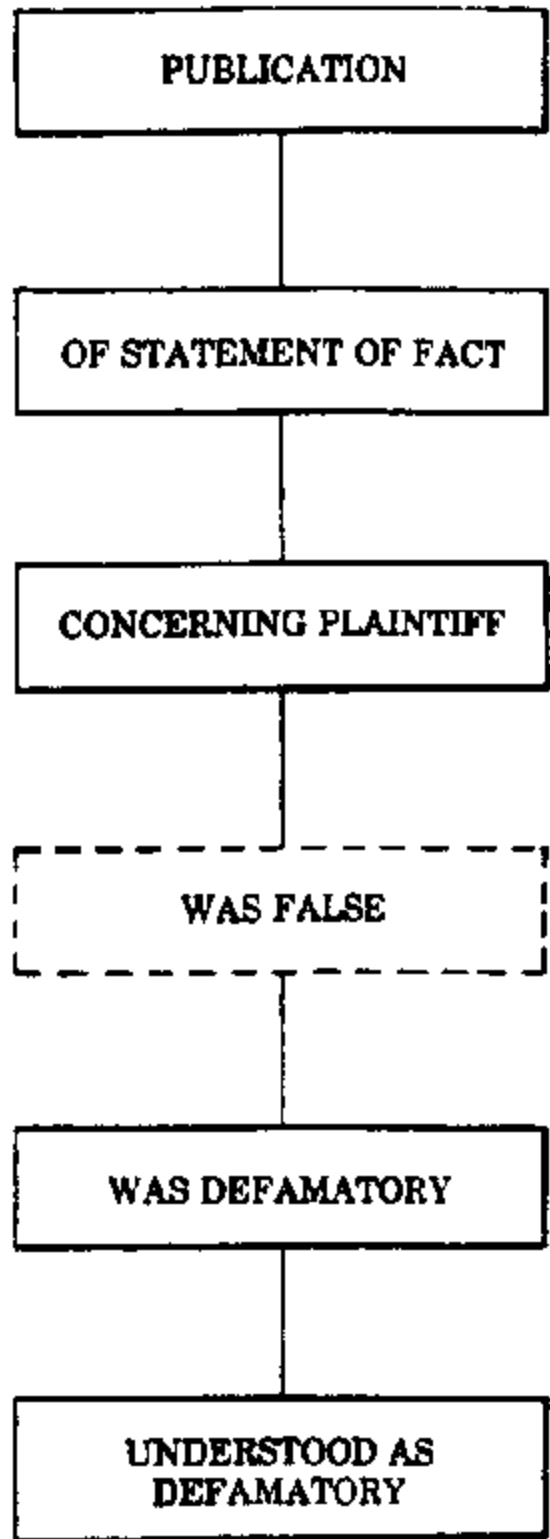 PUBLICATION
OF STATEMENT OF FACT
CONCERNING PLAINTIFF
WAS FALSE
WAS DEFAMATORY
UNDERSTOOD AS
DEFAMATORY